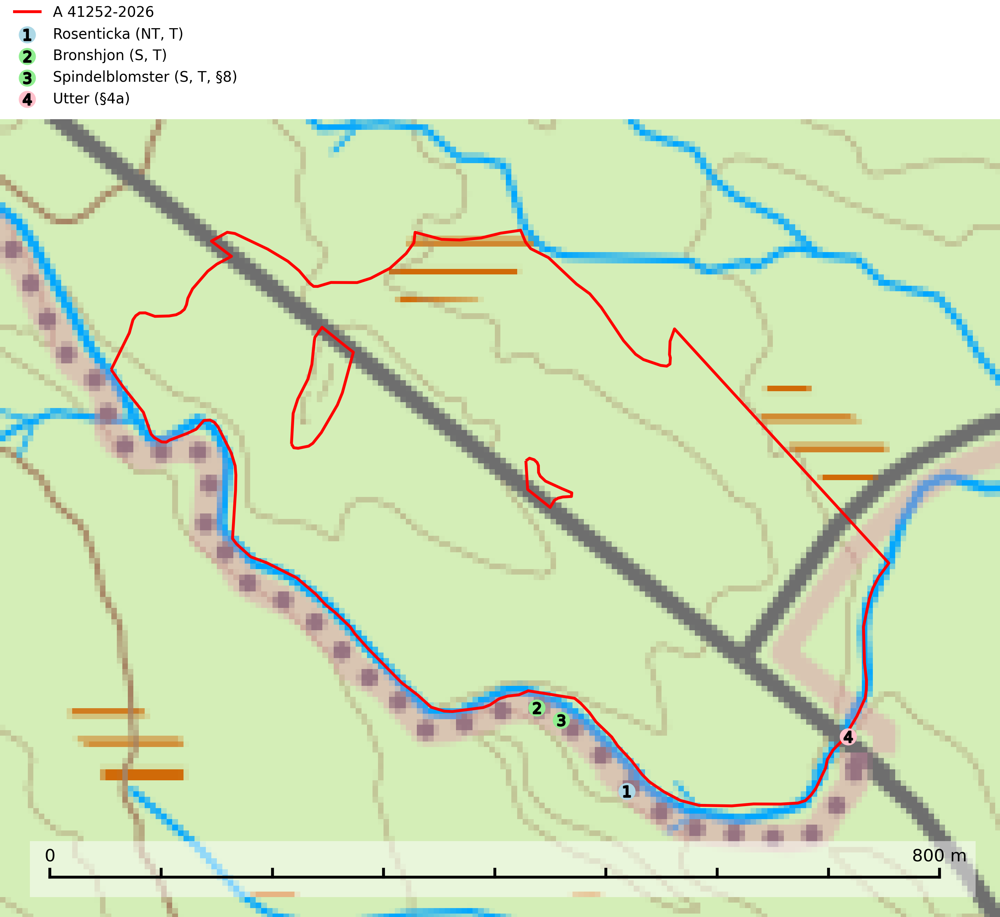 A 41252-2026
1 Rosenticka (NT, T)
2 Bronshjon (S, T)
3 Spindelblomster (S, T, §8)
4 Utter (§4a)
2
3
4
1
0 800 m